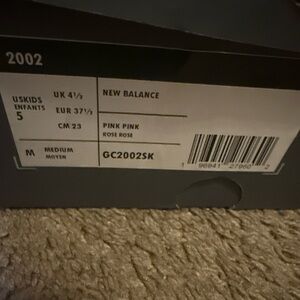 2002
USKIDS
ENFANTS
5
UK 4½
EUR 37½
CM 23
NEW BALANCE
PINK PINK
ROSE ROSE
M
MEDIUM
MOYEN
GC2002SK